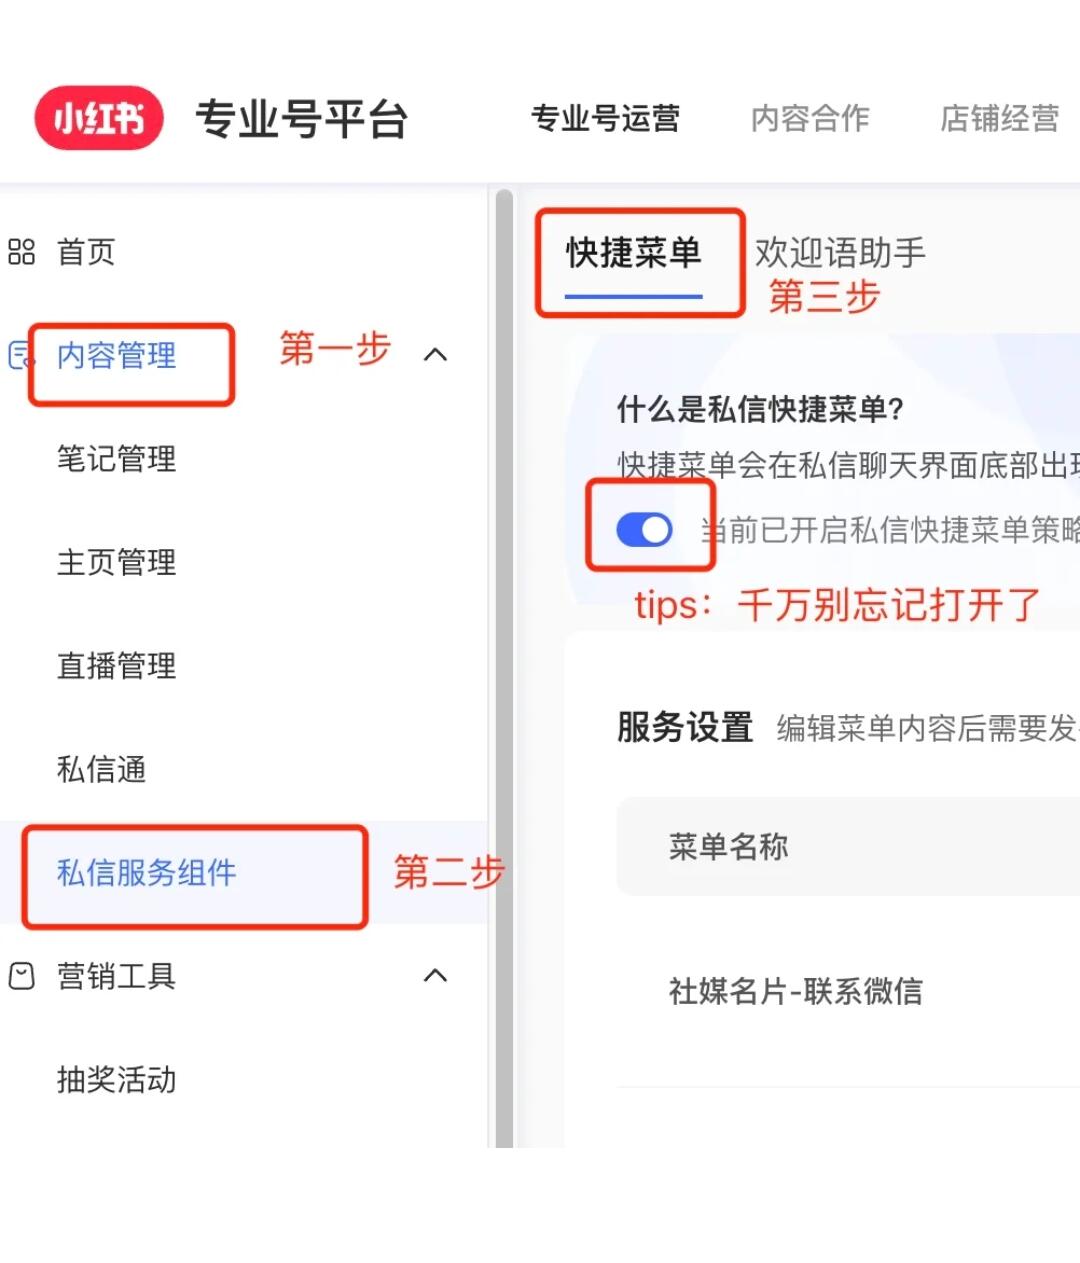 小红书 专业号平台 专业号运营 内容合作 店铺经营
首页
内容管理 第一步
笔记管理
主页管理
直播管理
私信通
私信服务组件 第二步
营销工具
抽奖活动
快捷菜单 欢迎语助手
第三步
什么是私信快捷菜单?
快捷菜单会在私信聊天界面底部出现
当前已开启私信快捷菜单策略
tips：千万别忘记打开了
服务设置 编辑菜单内容后需要发
菜单名称
社媒名片-联系微信